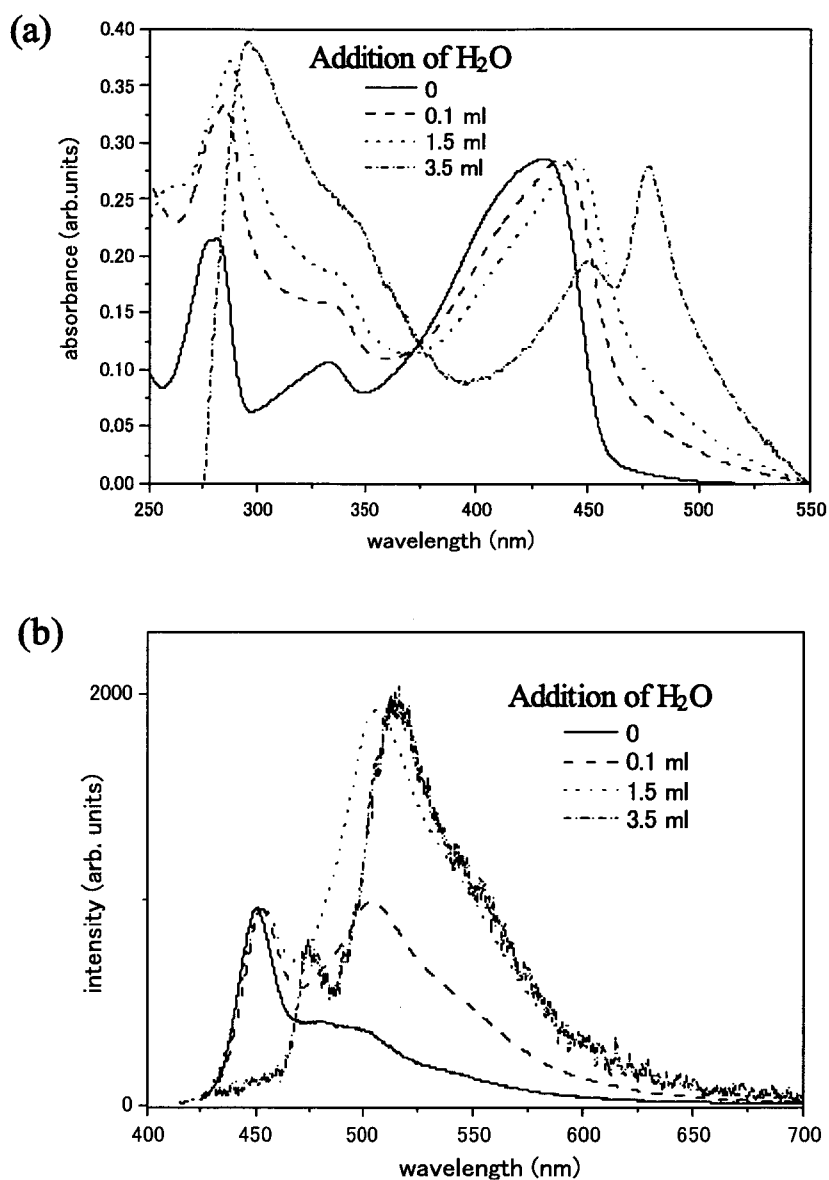 (a)
Addition of H₂O
0
0.1 ml
1.5 ml
3.5 ml
absorbance (arb.units)
0.40
0.35
0.30
0.25
0.20
0.15
0.10
0.05
0.00
250 300 350 400 450 500 550
wavelength (nm)
(b)
Addition of H₂O
0
0.1 ml
1.5 ml
3.5 ml
intensity (arb. units)
2000
0
400 450 500 550 600 650 700
wavelength (nm)